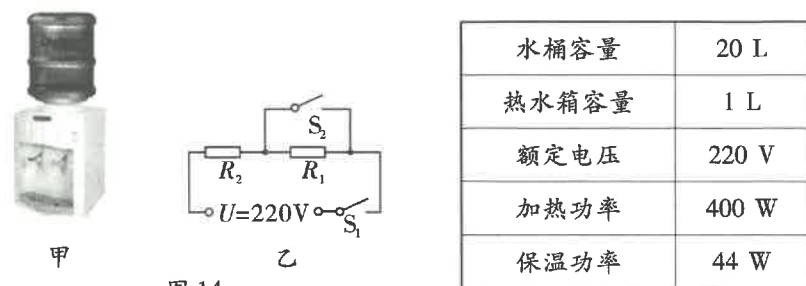 S₂
R₂ R₁
U=220V S₁
甲 乙
图 14
水桶容量 20 L
热水箱容量 1 L
额定电压 220 V
加热功率 400 W
保温功率 44 W